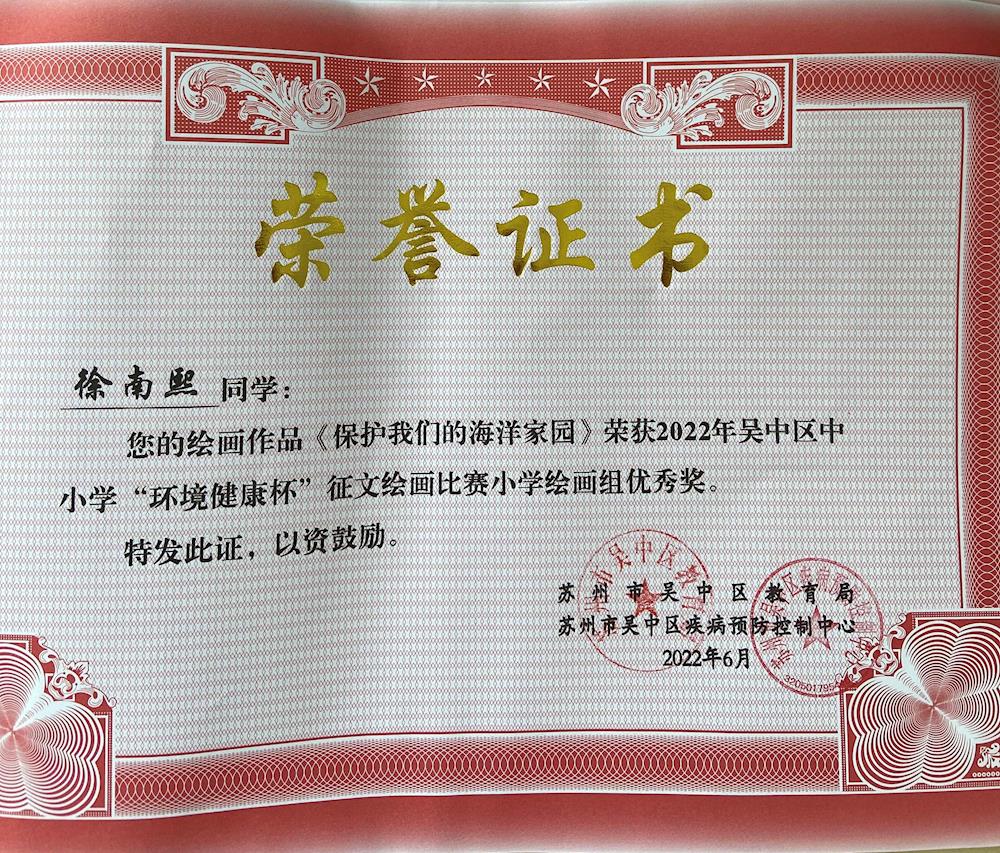 荣誉证书
徐南熙 同学：
您的绘画作品《保护我们的海洋家园》荣获2022年吴中区中
小学“环境健康杯”征文绘画比赛小学绘画组优秀奖。
特发此证，以资鼓励。
苏州市吴中区教育局
苏州市吴中区疾病预防控制中心
2022年6月